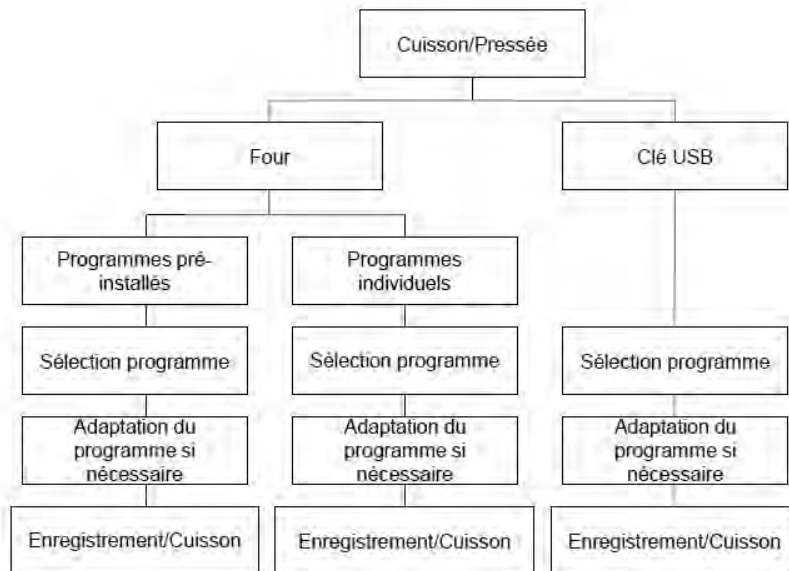 Cuisson/Pressée
Four
Clé USB
Programmes pré-
installés
Programmes
individuels
Sélection programme
Sélection programme
Sélection programme
Adaptation du
programme si
nécessaire
Adaptation du
programme si
nécessaire
Adaptation du
programme si
nécessaire
Enregistrement/Cuisson
Enregistrement/Cuisson
Enregistrement/Cuisson